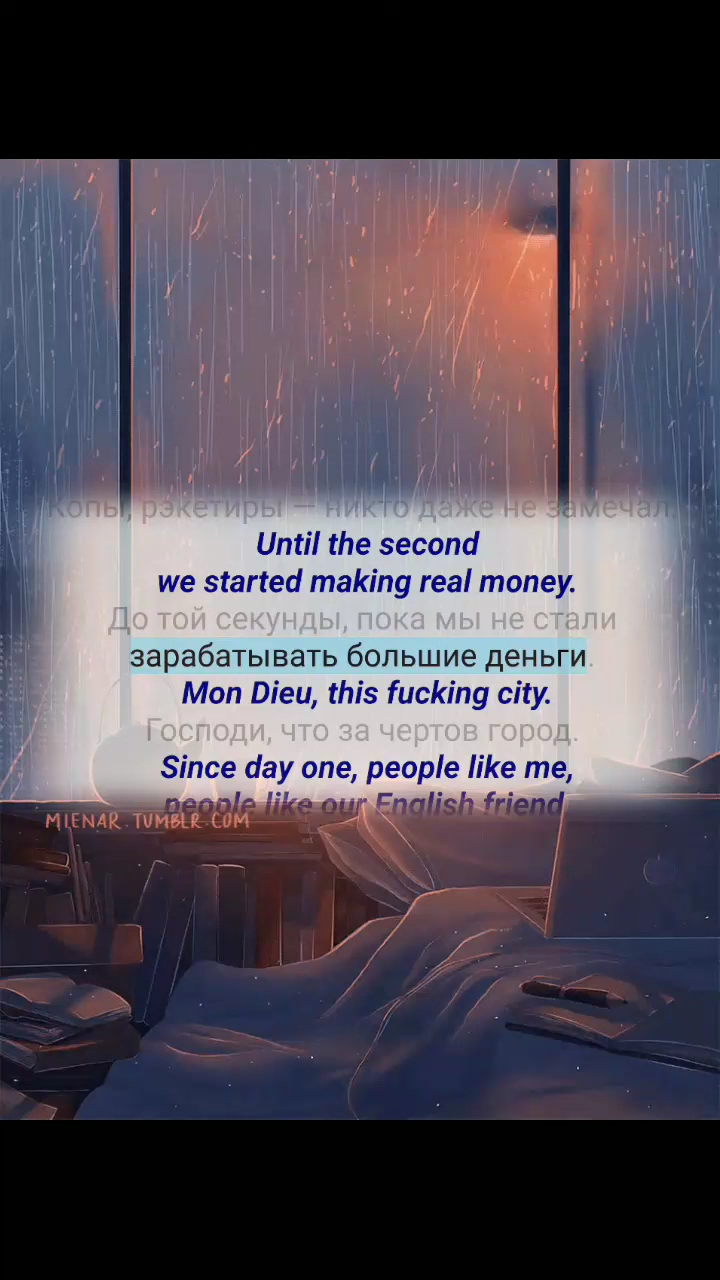 Копы, рэкетиры — никто даже не замечал
Until the second
we started making real money.
До той секунды, пока мы не стали
зарабатывать большие деньги.
Mon Dieu, this fucking city.
Господи, что за чертов город.
Since day one, people like me,
people like our English friend
MIENAR.TUMBLR.COM